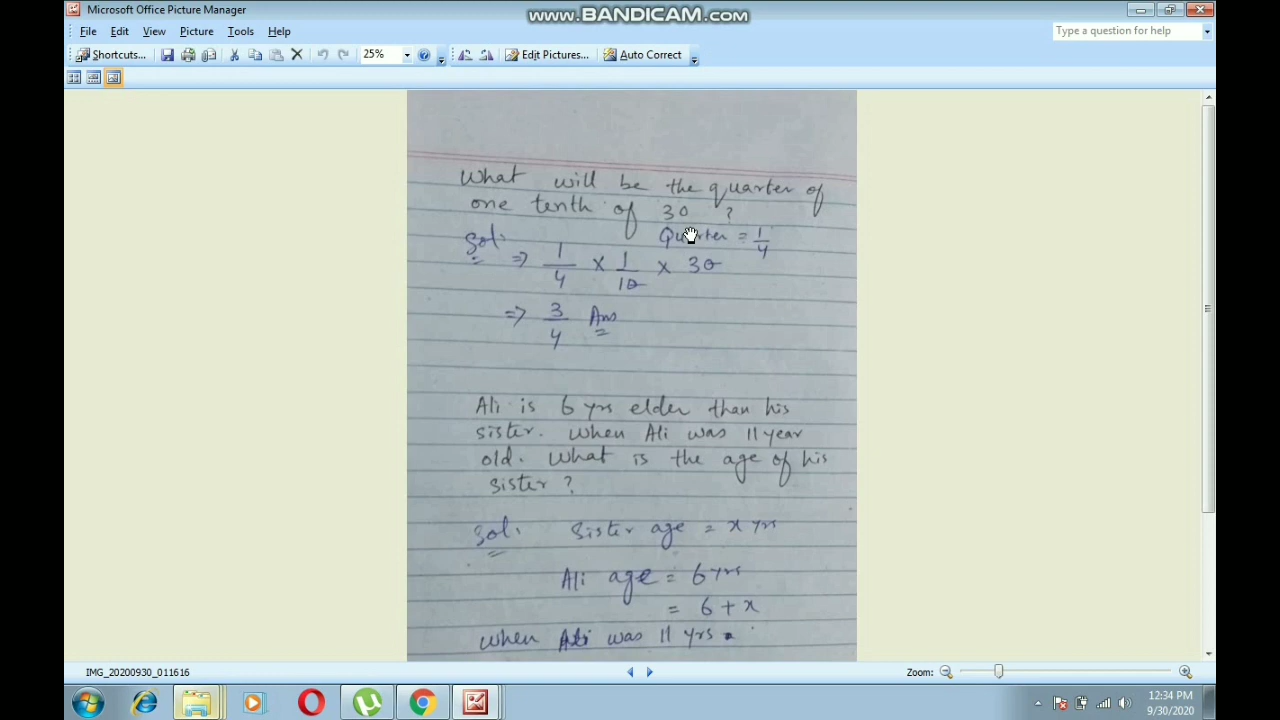 Microsoft Office Picture Manager
www.BANDICAM.com
File Edit View Picture Tools Help
Type a question for help
Shortcuts... 25% Edit Pictures... Auto Correct
What will be the quarter of
one tenth of 30 ?
Quarter = 1/4
Sol:
=> 1/4 x 1/10 x 30
=> 3/4 Ans
Ali is 6 yrs elder than his
sister. When Ali was 11 year
old. What is the age of his
sister ?
Sol. Sister age = x yrs
Ali age = 6 yrs
= 6 + x
When Ali was 11 yrs
IMG_20200930_011616
Zoom:
12:34 PM
9/30/2020